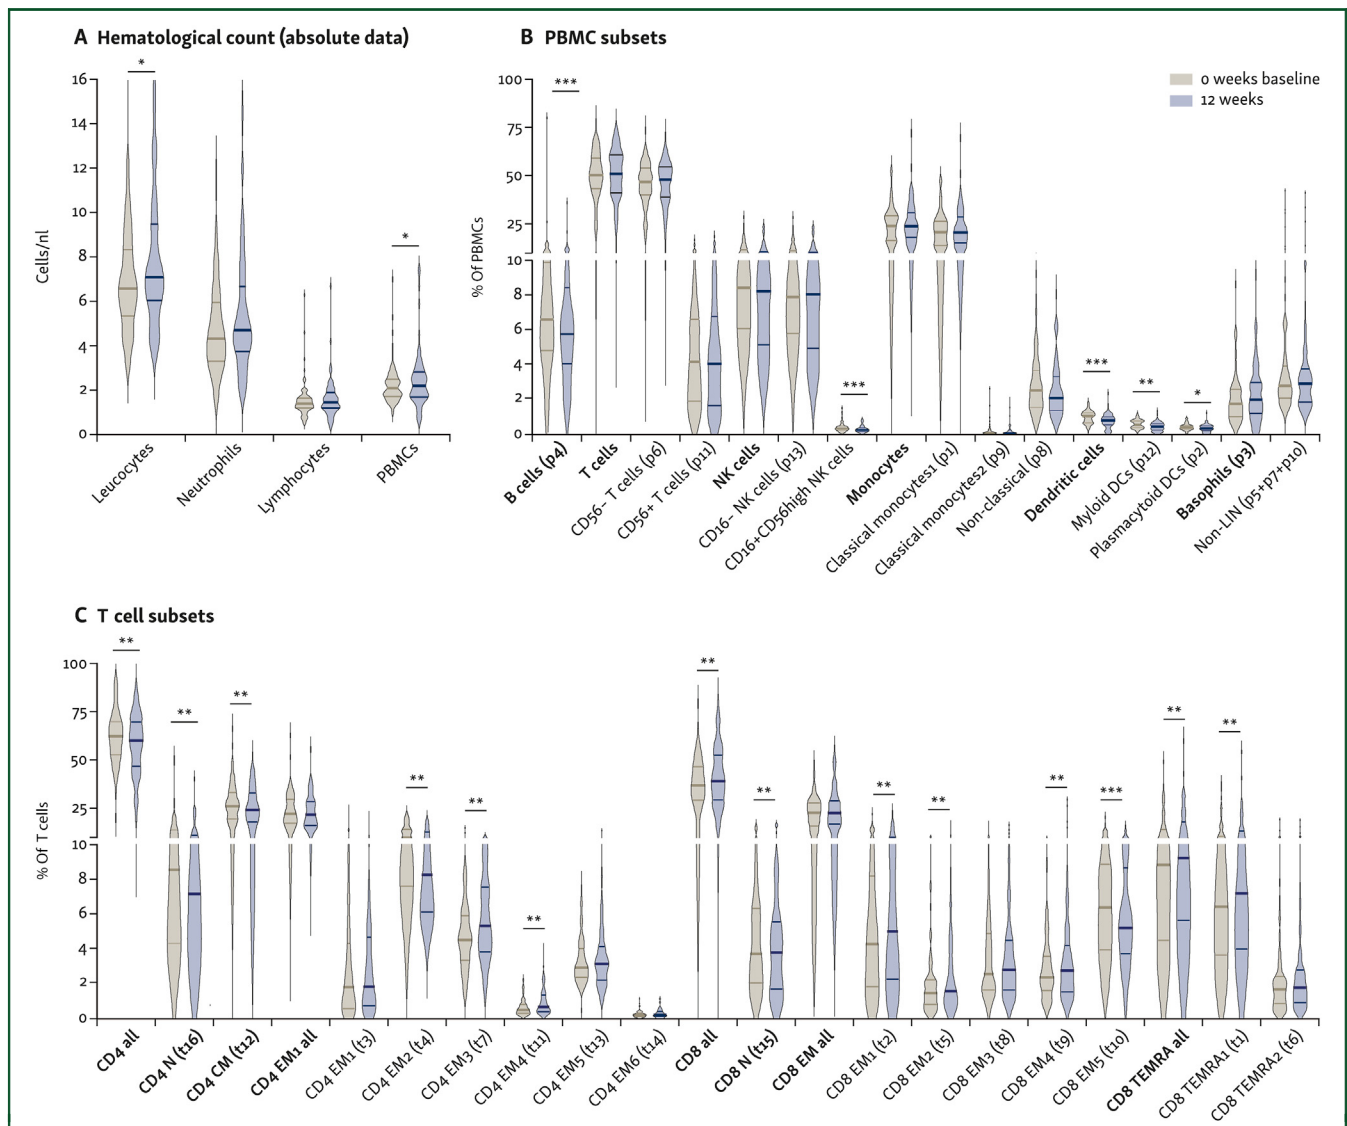 A Hematological count (absolute data)
*
16
14
12
10
8
6
4
2
0
Cells/nl
*
Leucocytes
Neutrophils
Lymphocytes
PBMCs
B PBMC subsets
0 weeks baseline
12 weeks
100
75
50
25
10
8
6
4
2
0
% Of PBMCs
***
***
***
**
*
B cells (p4)
T cells
CD56– T cells (p6)
CD56+ T cells (p11)
NK cells
CD16– NK cells (p13)
CD16+CD56high NK cells
Monocytes
Classical monocytes1 (p1)
Classical monocytes2 (p9)
Non-classical (p8)
Dendritic cells
Myloid DCs (p12)
Plasmacytoid DCs (p2)
Basophils (p3)
Non-LIN (p5+p7+p10)
C T cell subsets
100
75
50
25
10
8
6
4
2
0
% Of T cells
**
**
**
**
**
**
**
**
**
**
**
***
**
**
CD4 all
CD4 N (t16)
CD4 CM (t12)
CD4 EM1 all
CD4 EM1 (t3)
CD4 EM2 (t4)
CD4 EM3 (t7)
CD4 EM4 (t11)
CD4 EM5 (t13)
CD4 EM6 (t14)
CD8 all
CD8 N (t15)
CD8 EM all
CD8 EM1 (t2)
CD8 EM2 (t5)
CD8 EM3 (t8)
CD8 EM4 (t9)
CD8 EM5 (t10)
CD8 TEMRA all
CD8 TEMRA1 (t1)
CD8 TEMRA2 (t6)